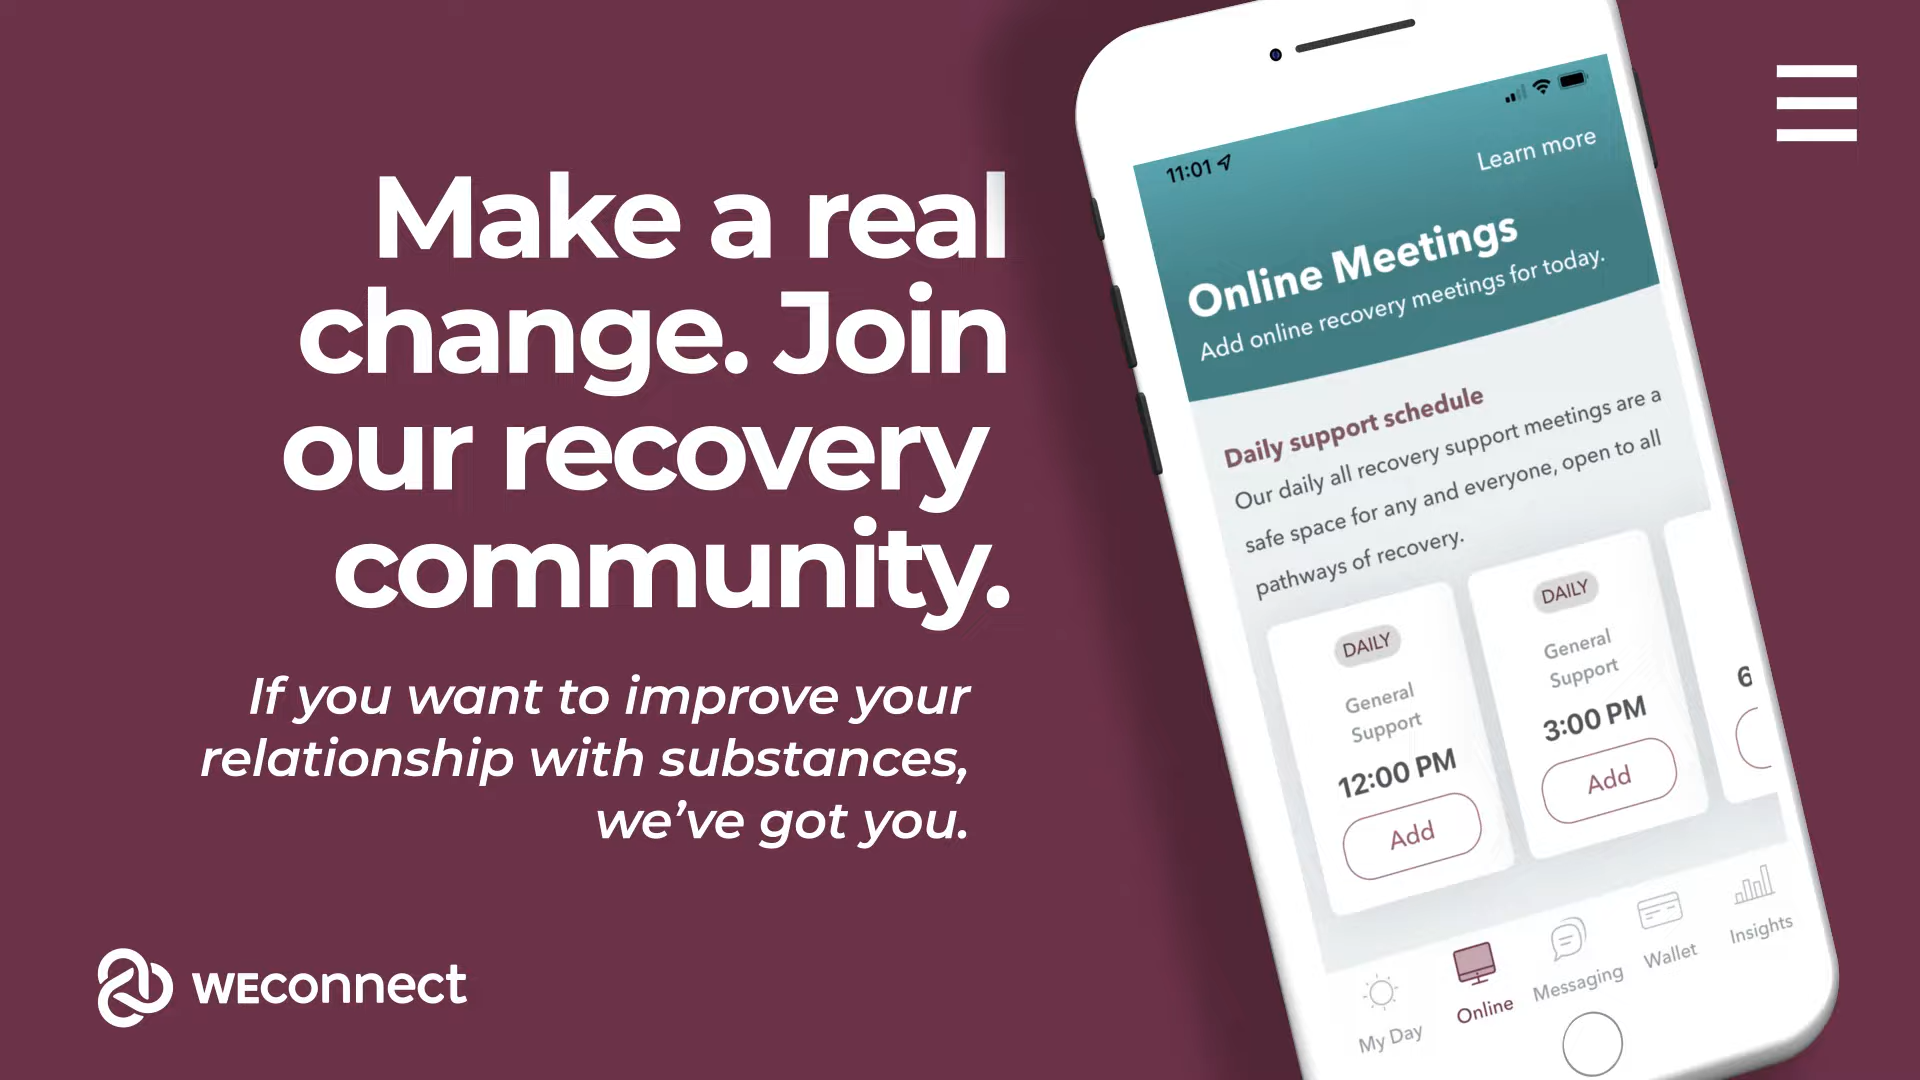 Make a real
change. Join
our recovery
community.
If you want to improve your
relationship with substances,
we’ve got you.
WEconnect
11:01
Learn more
Online Meetings
Add online recovery meetings for today.
Daily support schedule
Our daily all recovery support meetings are a
safe space for any and everyone, open to all
pathways of recovery.
DAILY
General
Support
12:00 PM
Add
DAILY
General
Support
3:00 PM
Add
6
My Day
Online
Messaging
Wallet
Insights